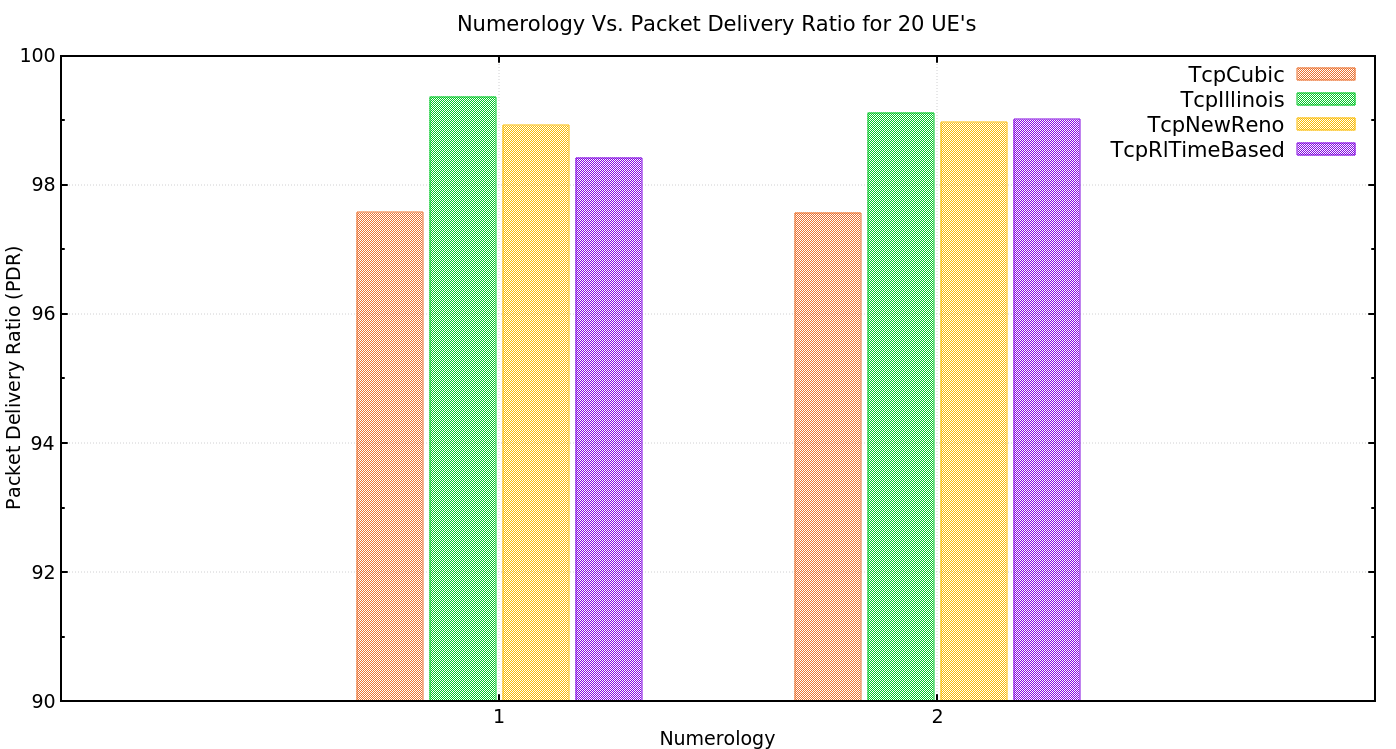 Numerology Vs. Packet Delivery Ratio for 20 UE's
100
98
96
94
92
90
Packet Delivery Ratio (PDR)
TcpCubic
TcpIllinois
TcpNewReno
TcpRlTimeBased
1
2
Numerology